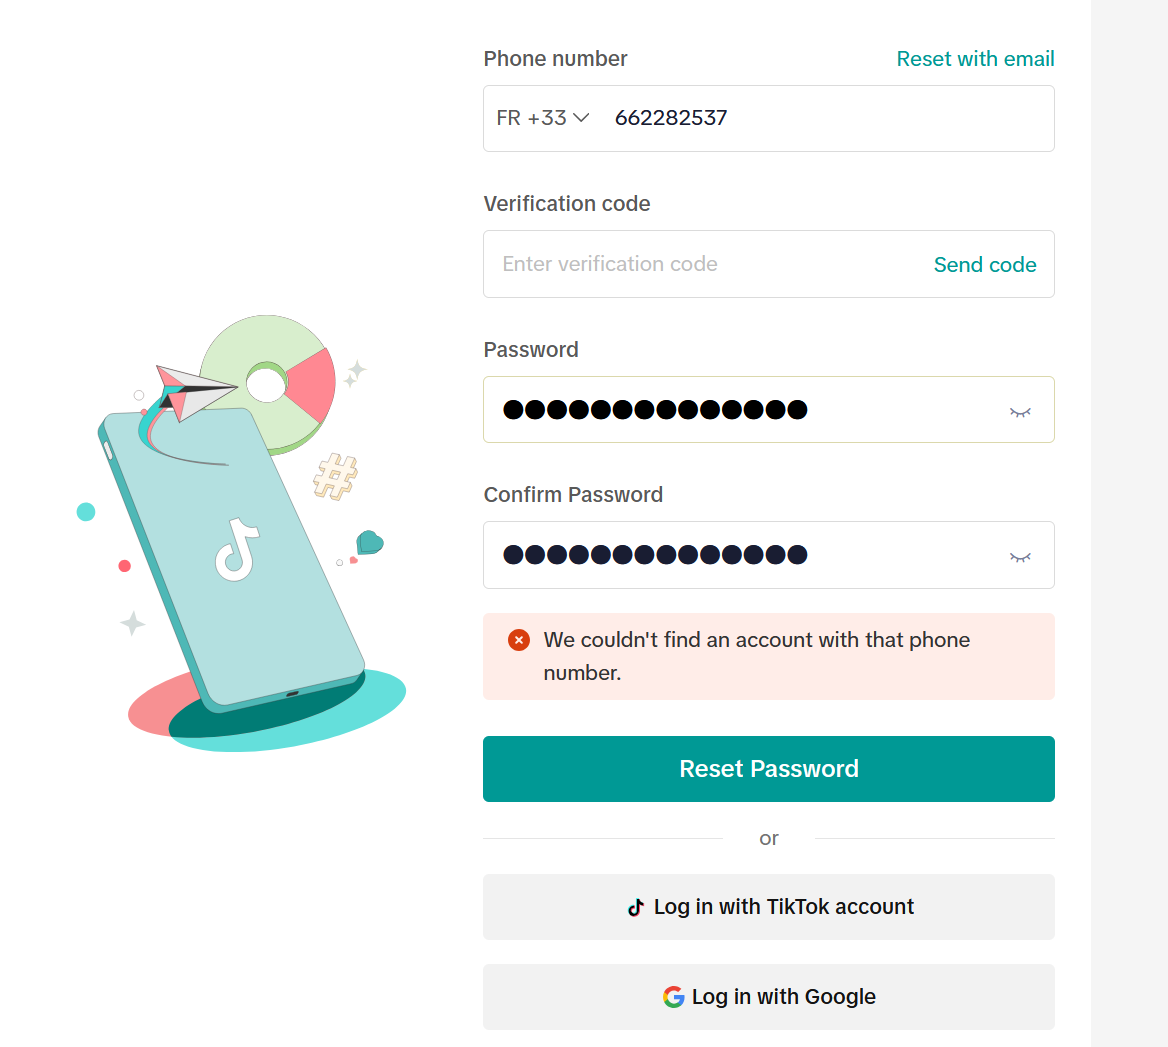 Phone number
Reset with email
FR +33
662282537
Verification code
Enter verification code
Send code
Password
●●●●●●●●●●●●●●
Confirm Password
●●●●●●●●●●●●●●
#
We couldn't find an account with that phone
number.
Reset Password
or
Log in with TikTok account
Log in with Google